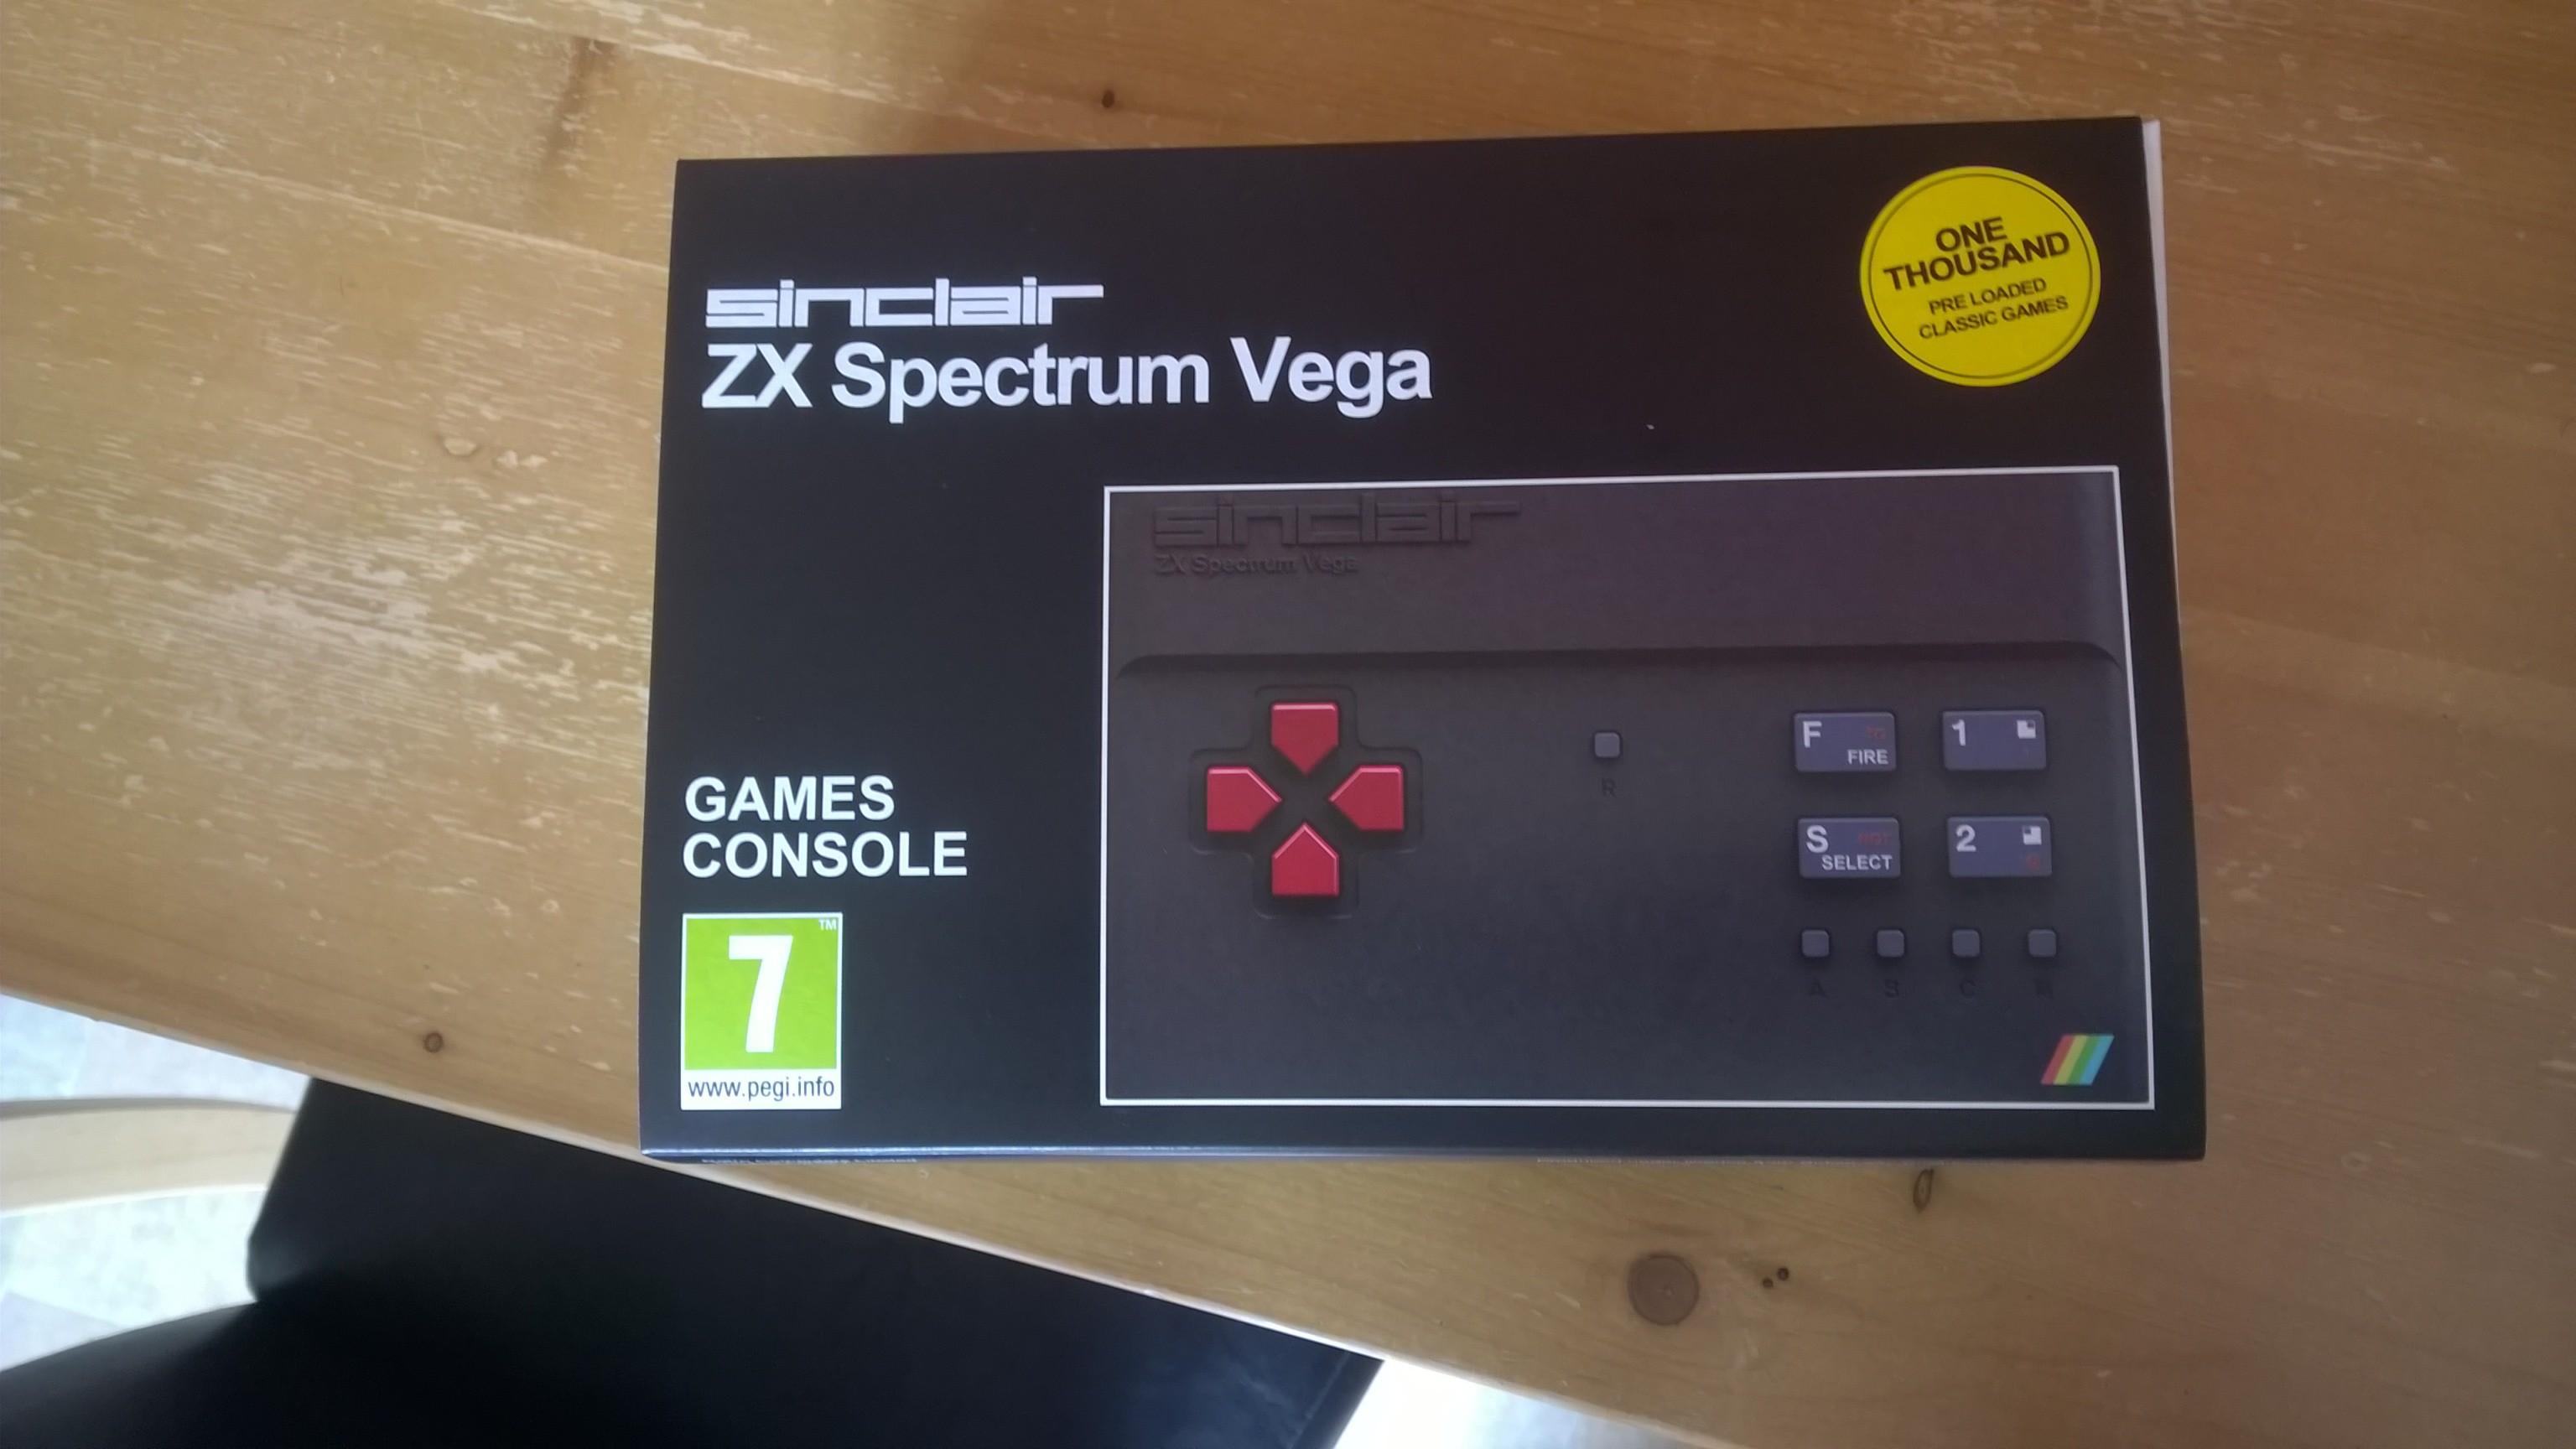 sinclair
ZX Spectrum Vega
ONE
THOUSAND
PRE LOADED
CLASSIC GAMES
sinclair
ZX Spectrum Vega
R
F
FIRE
1
S
SELECT
2
A B C
GAMES
CONSOLE
7
TM
www.pegi.info